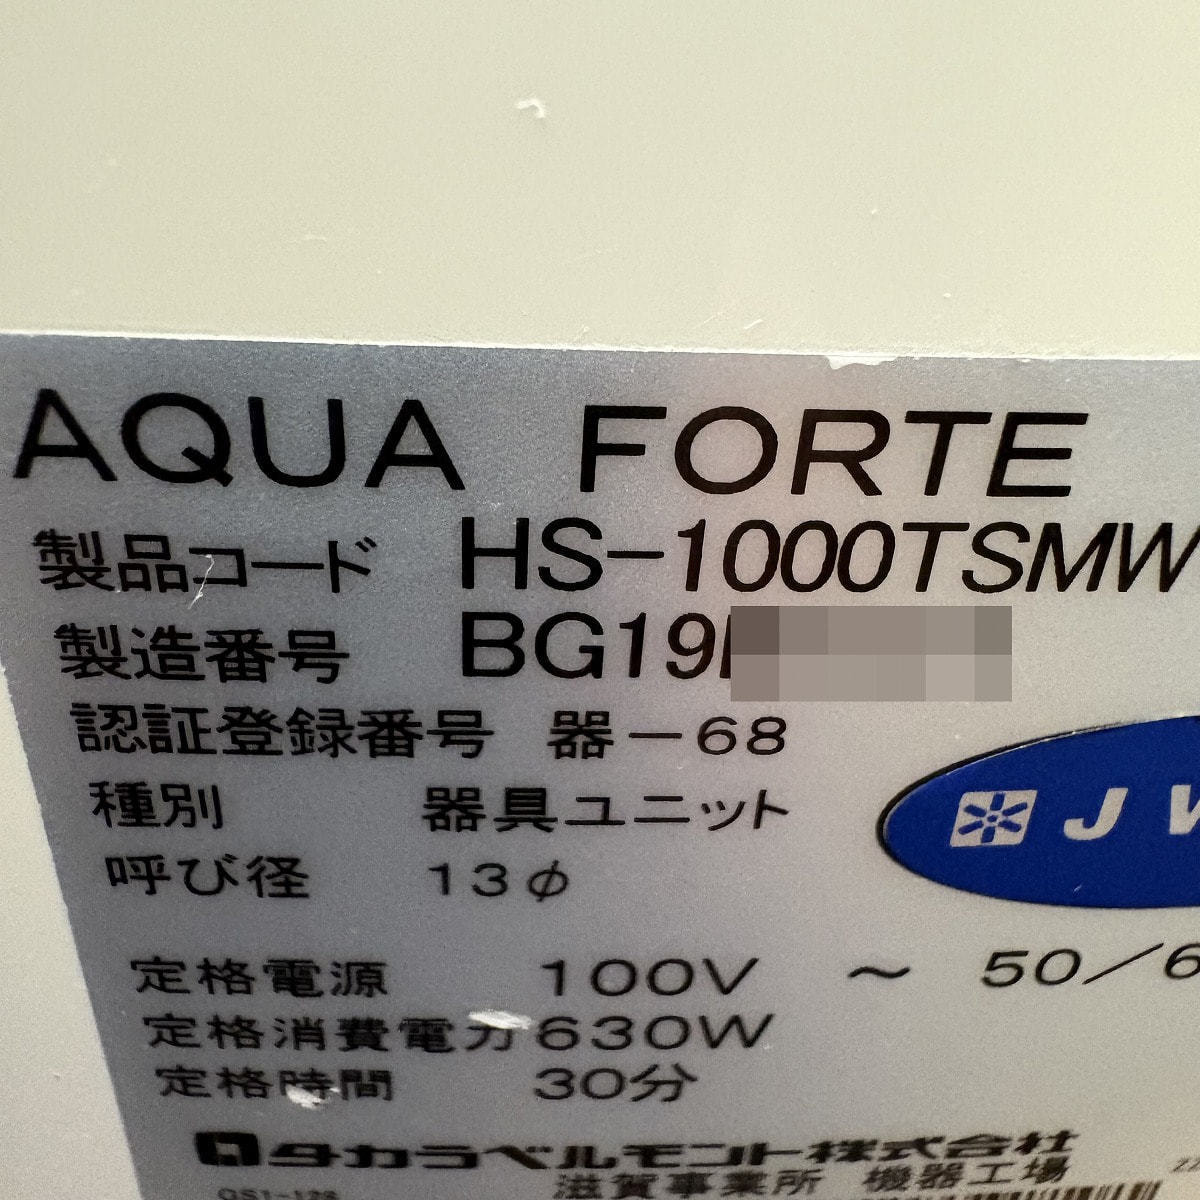 AQUA FORTE
製品コード HS-1000TSMW
製造番号 BG19
認証登録番号 器-68
種別 器具ユニット
呼び径 13φ
JW
定格電源 100V ～ 50/6
定格消費電力 630W
定格時間 30分
タカラベルモント株式会社
滋賀事業所 機器工場
GS1-128